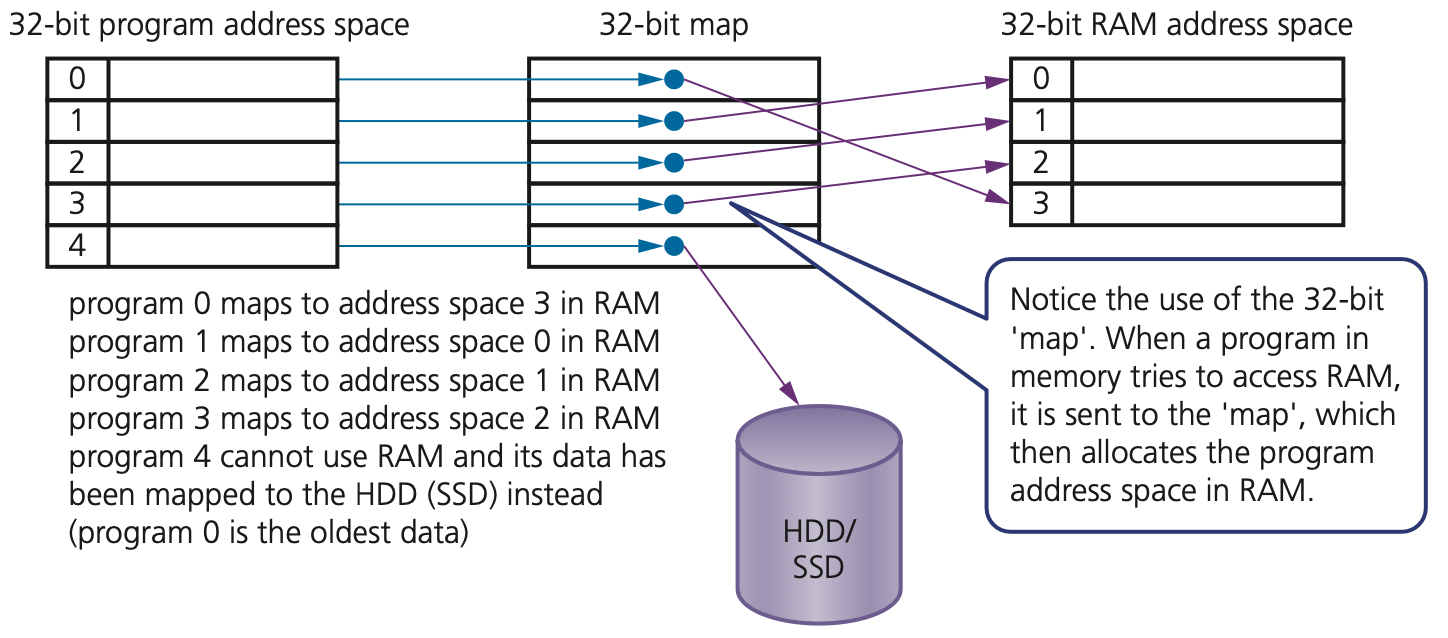 32-bit program address space
32-bit map
32-bit RAM address space
0
1
2
3
4
0
1
2
3
program 0 maps to address space 3 in RAM
program 1 maps to address space 0 in RAM
program 2 maps to address space 1 in RAM
program 3 maps to address space 2 in RAM
program 4 cannot use RAM and its data has
been mapped to the HDD (SSD) instead
(program 0 is the oldest data)
Notice the use of the 32-bit
'map'. When a program in
memory tries to access RAM,
it is sent to the 'map', which
then allocates the program
address space in RAM.
HDD/
SSD